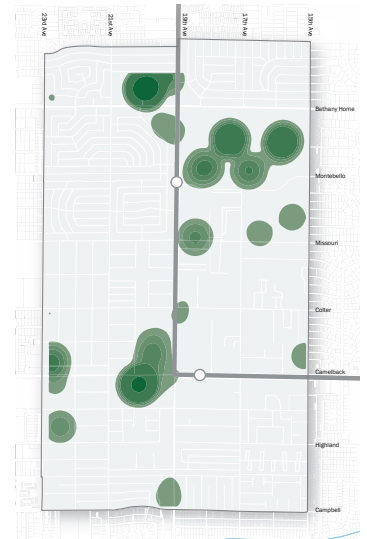 23rd Ave
21st Ave
19th Ave
17th Ave
15th Ave
Bethany Home
Montebello
Missouri
Colter
Camelback
Highland
Campbell